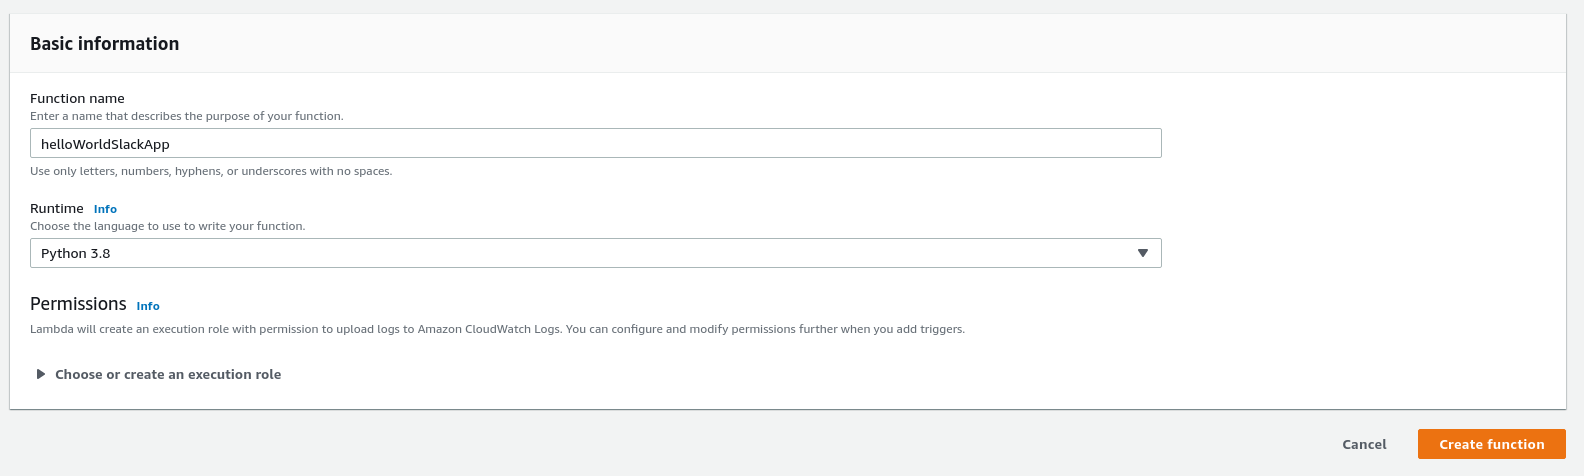 Basic information
Function name
Enter a name that describes the purpose of your function.
helloWorldSlackApp
Use only letters, numbers, hyphens, or underscores with no spaces.
Runtime Info
Choose the language to use to write your function.
Python 3.8
Permissions Info
Lambda will create an execution role with permission to upload logs to Amazon CloudWatch Logs. You can configure and modify permissions further when you add triggers.
Choose or create an execution role
Cancel Create function